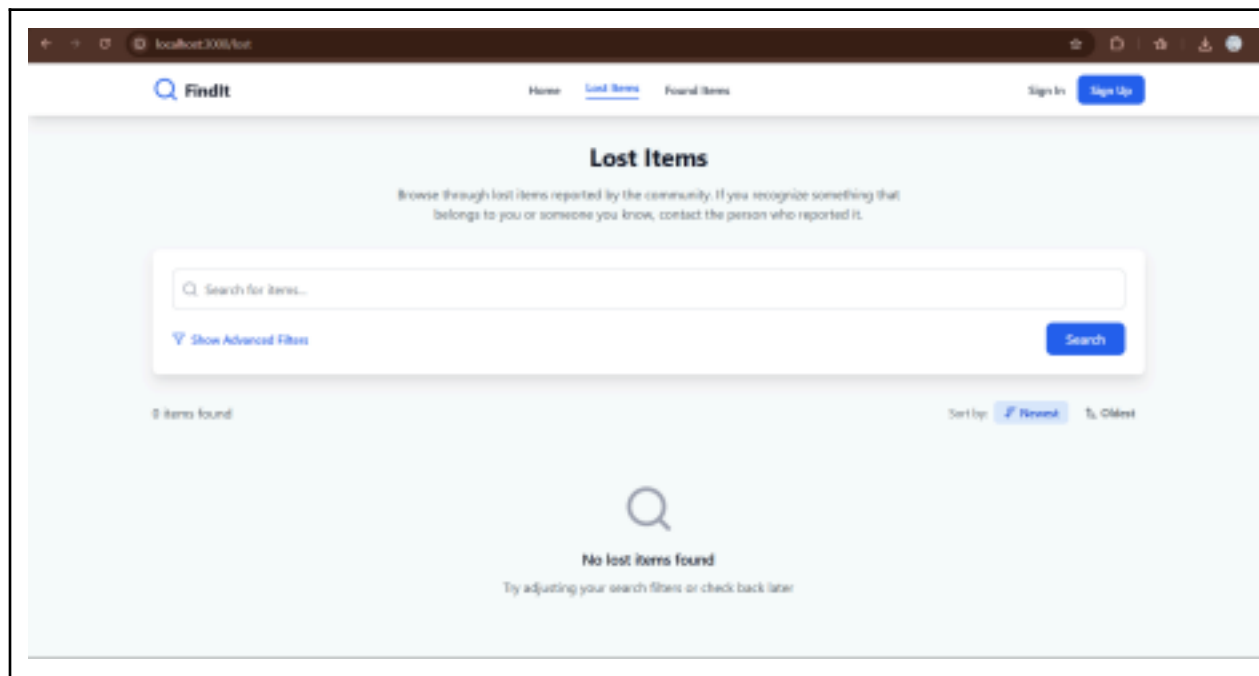 localhost:3000/lost
FindIt
Home Lost Items Found Items
Sign In Sign Up
Lost Items
Browse through lost items reported by the community. If you recognize something that
belongs to you or someone you know, contact the person who reported it.
Search for items...
Show Advanced Filters
Search
0 items found
Sort by: Newest Oldest
No lost items found
Try adjusting your search filters or check back later